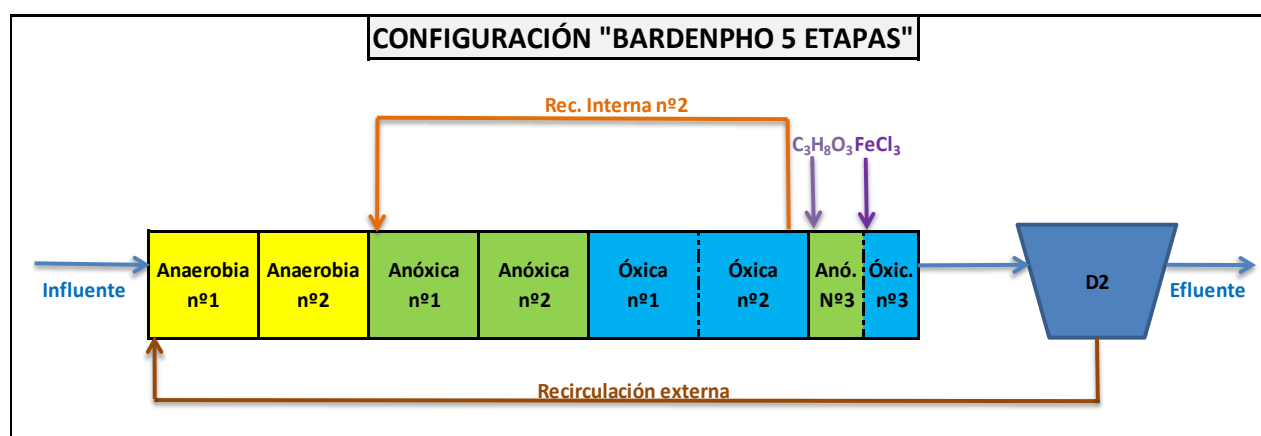 CONFIGURACIÓN "BARDENPHO 5 ETAPAS"
Rec. Interna nº2
C₃H₈O₃ FeCl₃
Influente
Anaerobia
nº1
Anaerobia
nº2
Anóxica
nº1
Anóxica
nº2
Óxica
nº1
Óxica
nº2
Anó.
Nº3
Óxic.
nº3
D2
Efluente
Recirculación externa